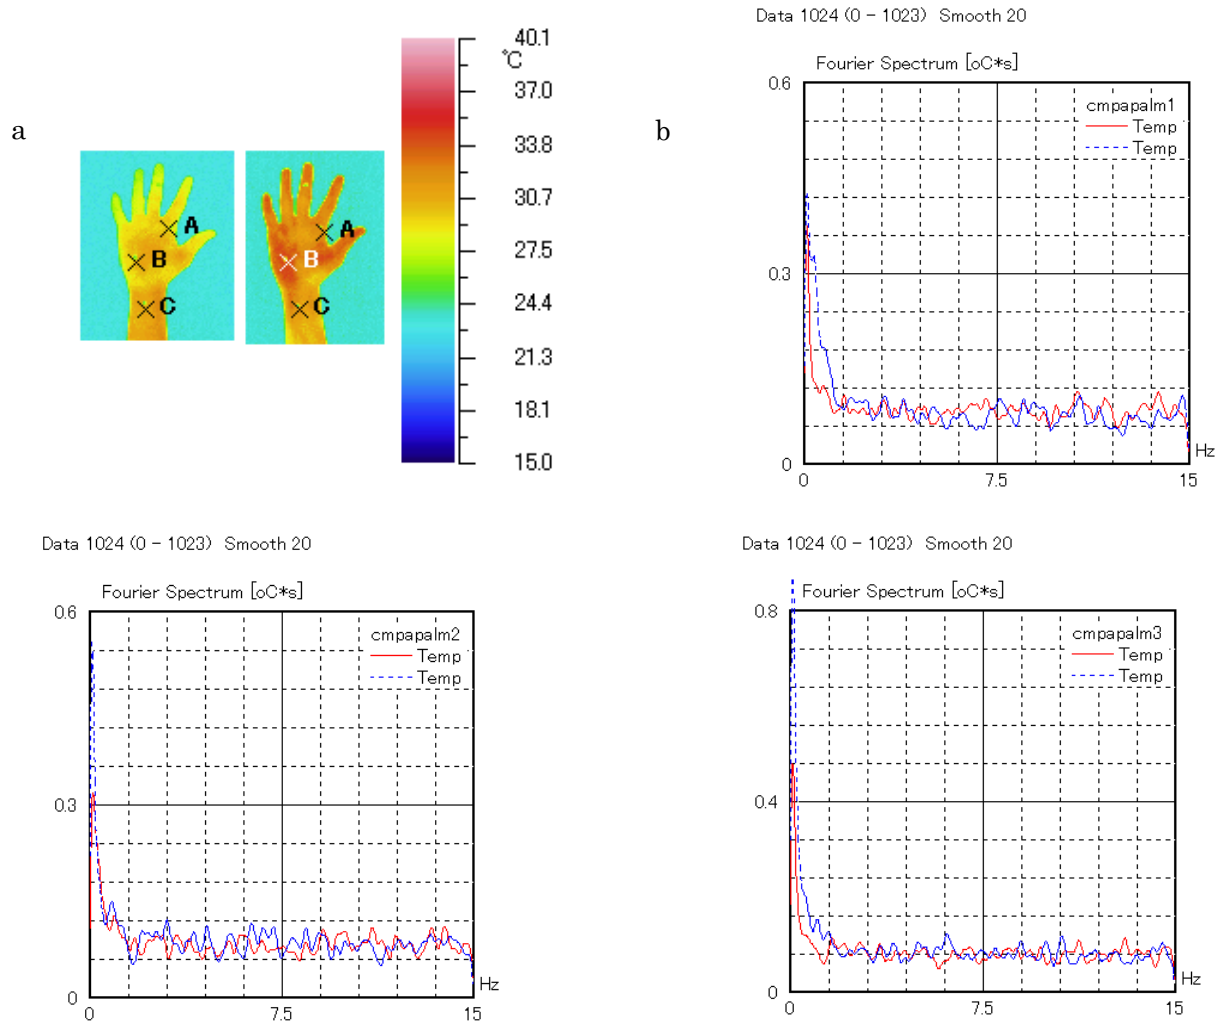 a
A
B
C
A
B
C
40.1
℃
37.0
33.8
30.7
27.5
24.4
21.3
18.1
15.0
b
Data 1024 (0 - 1023) Smooth 20
Fourier Spectrum [oC*s]
0.6
cmpapalm1
Temp
Temp
0.3
0
Hz
0
7.5
15
Data 1024 (0 - 1023) Smooth 20
Fourier Spectrum [oC*s]
0.6
cmpapalm2
Temp
Temp
0.3
0
Hz
0
7.5
15
Data 1024 (0 - 1023) Smooth 20
Fourier Spectrum [oC*s]
0.8
cmpapalm3
Temp
Temp
0.4
0
Hz
0
7.5
15